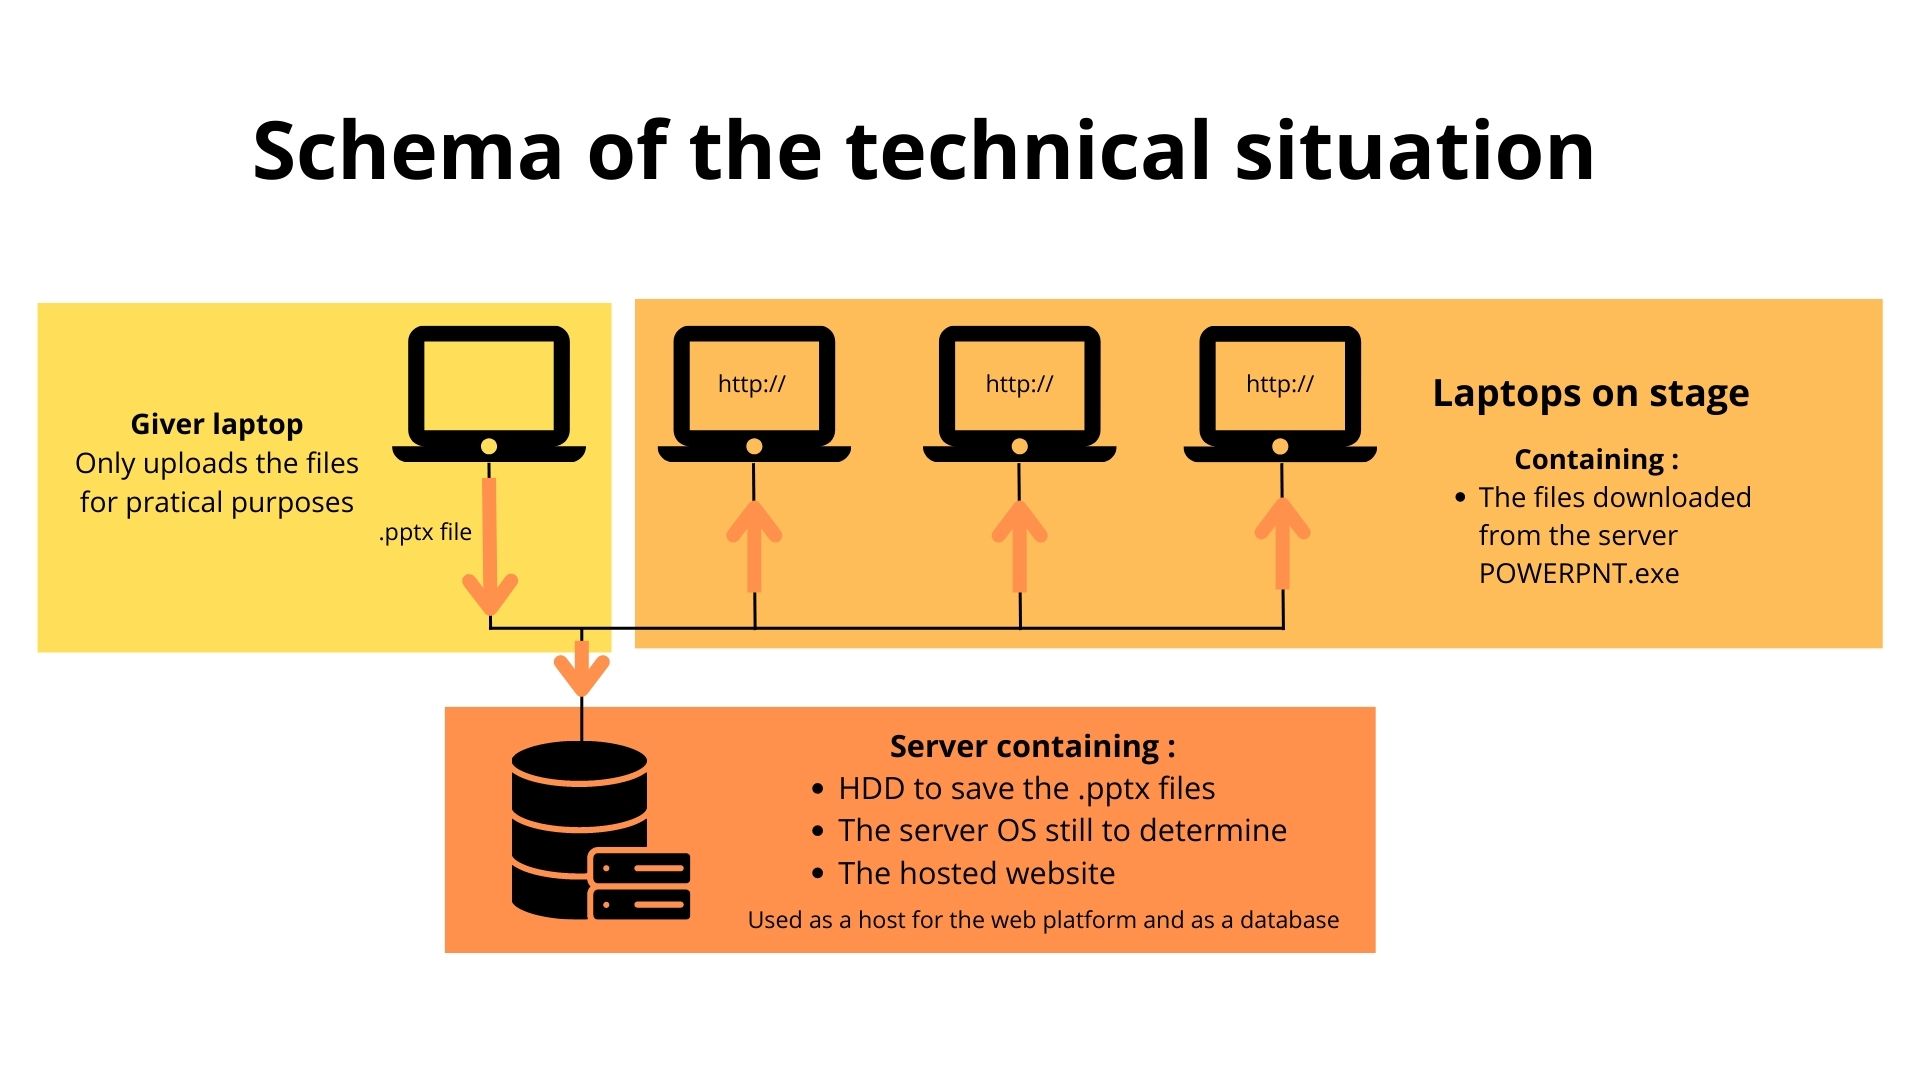 Schema of the technical situation
Giver laptop
Only uploads the files
for pratical purposes
.pptx file
http://
http://
http://
Laptops on stage
Containing :
• The files downloaded
from the server
POWERPNT.exe
Server containing :
• HDD to save the .pptx files
• The server OS still to determine
• The hosted website
Used as a host for the web platform and as a database